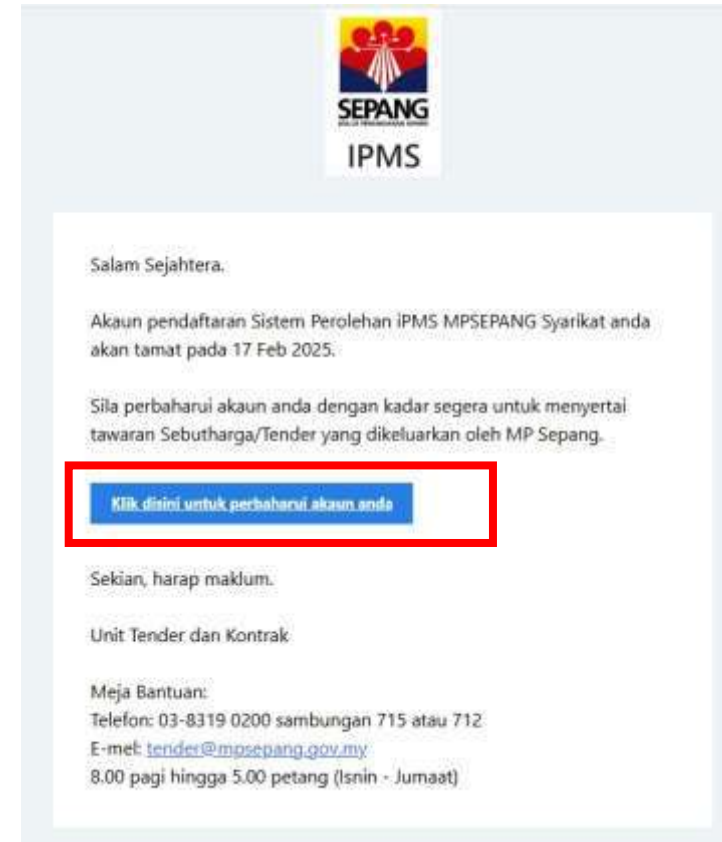 SEPANG
IPMS
Salam Sejahtera.
Akaun pendaftaran Sistem Perolehan iPMS MPSEPANG Syarikat anda
akan tamat pada 17 Feb 2025.
Sila perbaharui akaun anda dengan kadar segera untuk menyertai
tawaran Sebutharga/Tender yang dikeluarkan oleh MP Sepang.
Klik disini untuk perbaharui akaun anda
Sekian, harap maklum.
Unit Tender dan Kontrak
Meja Bantuan:
Telefon: 03-8319 0200 sambungan 715 atau 712
E-mel: tender@mpsepang.gov.my
8.00 pagi hingga 5.00 petang (Isnin - Jumaat)